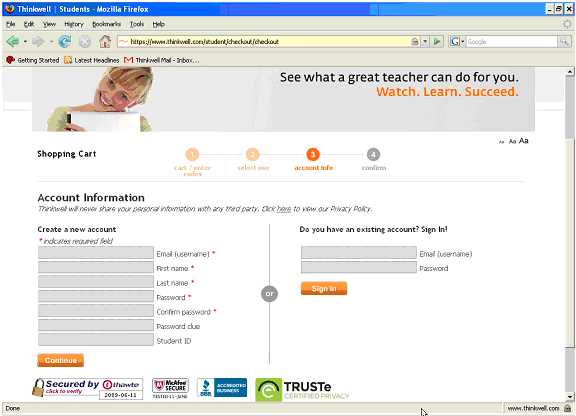 Thinkwell | Students - Mozilla Firefox
File Edit View History Bookmarks Tools Help
https://www.thinkwell.com/student/checkout/checkout
Google
Getting Started Latest Headlines Thinkwell Mail - Inbox...
See what a great teacher can do for you.
Watch. Learn. Succeed.
Aa Aa Aa
Shopping Cart
1 2 3 4
cart / enter codes select use account info confirm
Account Information
Thinkwell will never share your personal information with any third party. Click here to view our Privacy Policy.
Create a new account
* indicates required field
Email (username) *
First name *
Last name *
Password *
Confirm password *
Password clue
Student ID
Continue
or
Do you have an existing account? Sign In!
Email (username)
Password
Sign in
Secured by thawte
click to verify
2009-06-11
McAfee SECURE
TESTED 11-JUNE
BBB ACCREDITED BUSINESS
TRUSTe
CERTIFIED PRIVACY
Done
www.thinkwell.com